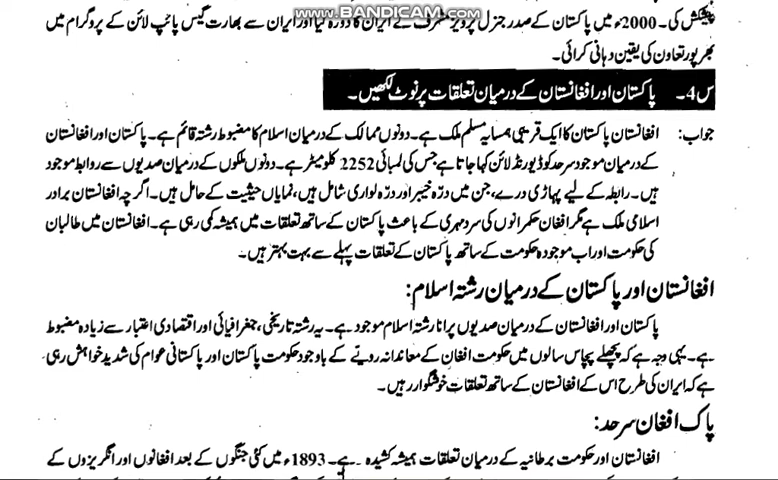 WWW.BANDICAM.COM
پیشکش کی۔ 2000ء میں پاکستان کے صدر جنرل پرویز مشرف نے ایران کا دورہ کیا اور ایران سے بھارت گیس پائپ لائن کے پروگرام میں
بھرپور تعاون کی یقین دہانی کرائی۔
س4۔ پاکستان اور افغانستان کے درمیان تعلقات پر نوٹ لکھیں۔
جواب: افغانستان پاکستان کا ایک قریبی ہمسایہ مسلم ملک ہے۔ دونوں ممالک کے درمیان اسلام کا مضبوط رشتہ قائم ہے۔ پاکستان اور افغانستان
کے درمیان موجود سرحد کو ڈیورنڈ لائن کہا جاتا ہے جس کی لمبائی 2252 کلومیٹر ہے۔ دونوں ملکوں کے درمیان صدیوں سے روابط موجود
ہیں۔ رابطہ کے لیے پہاڑی درے، جن میں درّہ خیبر اور درّہ لواری شامل ہیں، نمایاں حیثیت کے حامل ہیں۔ اگرچہ افغانستان برادر
اسلامی ملک ہے مگر افغان حکمرانوں کی سرد مہری کے باعث پاکستان کے ساتھ تعلقات میں ہمیشہ کمی رہی ہے۔ افغانستان میں طالبان
کی حکومت اور اب موجودہ حکومت کے ساتھ پاکستان کے تعلقات پہلے سے بہت بہتر ہیں۔
افغانستان اور پاکستان کے درمیان رشتہ اسلام:
پاکستان اور افغانستان کے درمیان صدیوں پرانا رشتہ اسلام موجود ہے۔ یہ رشتہ تاریخی، جغرافیائی اور اقتصادی اعتبار سے زیادہ مضبوط
ہے۔ یہی وجہ ہے کہ پچھلے پچاس سالوں میں حکومت افغان کے معاندانہ رویّے کے باوجود حکومت پاکستان اور پاکستانی عوام کی شدید خواہش رہی
ہے کہ ایران کی طرح اس کے افغانستان کے ساتھ تعلقات خوشگوار رہیں۔
پاک افغان سرحد:
افغانستان اور حکومت برطانیہ کے درمیان تعلقات ہمیشہ کشیدہ ۔ہے۔ 1893ء میں کئی جنگوں کے بعد افغانوں اور انگریزوں کے